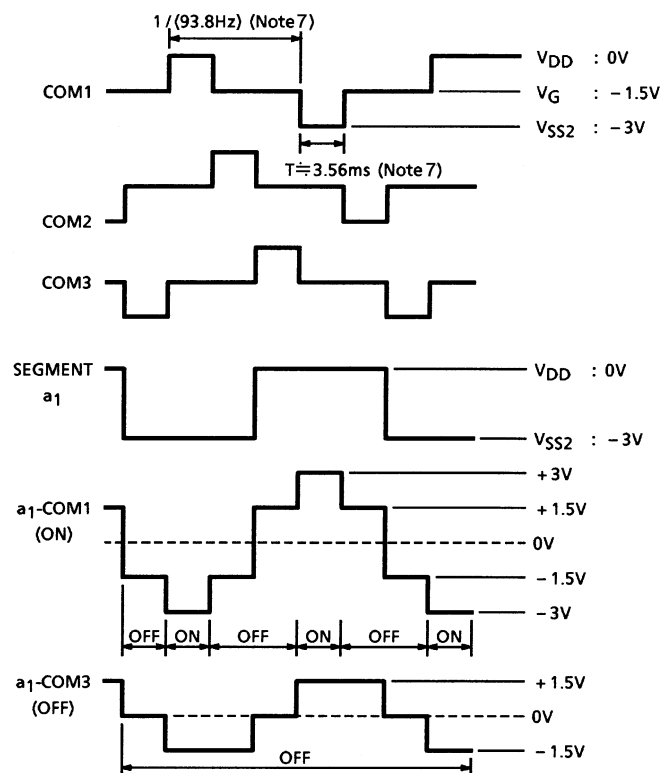 1/(93.8Hz) (Note 7)
COM1
VDD : 0V
VG : −1.5V
VSS2 : −3V
T≒3.56ms (Note 7)
COM2
COM3
SEGMENT
a1
VDD : 0V
VSS2 : −3V
a1-COM1
(ON)
+3V
+1.5V
0V
−1.5V
−3V
OFF ON OFF ON OFF ON
a1-COM3
(OFF)
+1.5V
0V
−1.5V
OFF